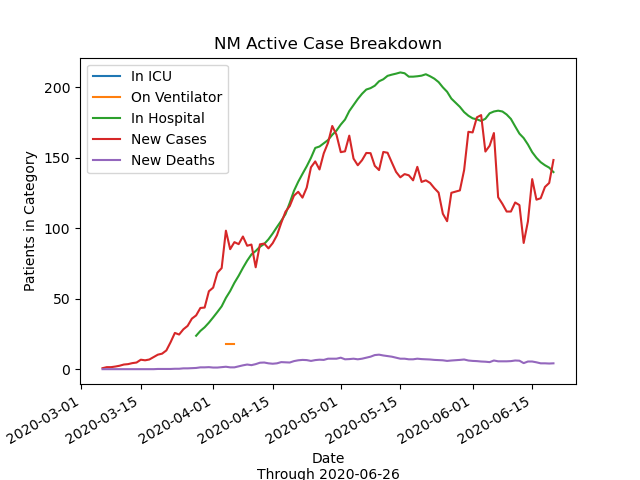 NM Active Case Breakdown
In ICU
On Ventilator
In Hospital
New Cases
New Deaths
Patients in Category
200
150
100
50
0
2020-03-01
2020-03-15
2020-04-01
2020-04-15
2020-05-01
2020-05-15
2020-06-01
2020-06-15
Date
Through 2020-06-26